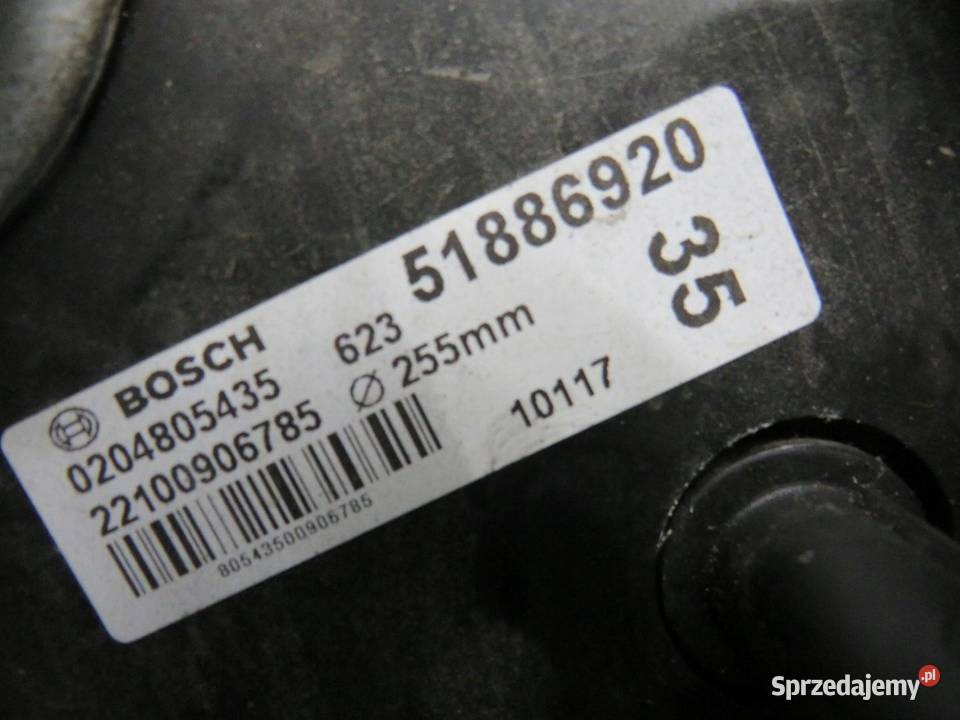 51886920
35
BOSCH 623
0204805435 Ø 255mm
22100906785 10117
80543500906785
Sprzedajemy.pl